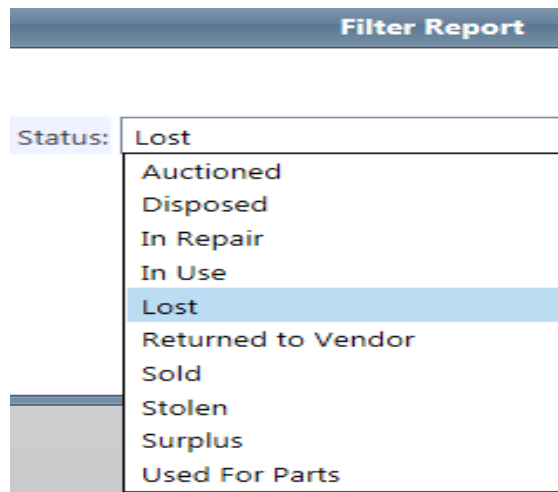 Filter Report
Status: Lost
Auctioned
Disposed
In Repair
In Use
Lost
Returned to Vendor
Sold
Stolen
Surplus
Used For Parts